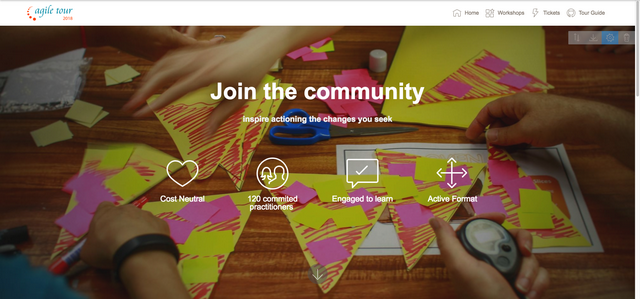 agile tour
2018
Home
Workshops
Tickets
Tour Guide
Join the community
Inspire actioning the changes you seek
Cost Neutral
120 commited
practitioners
Engaged to learn
Active Format